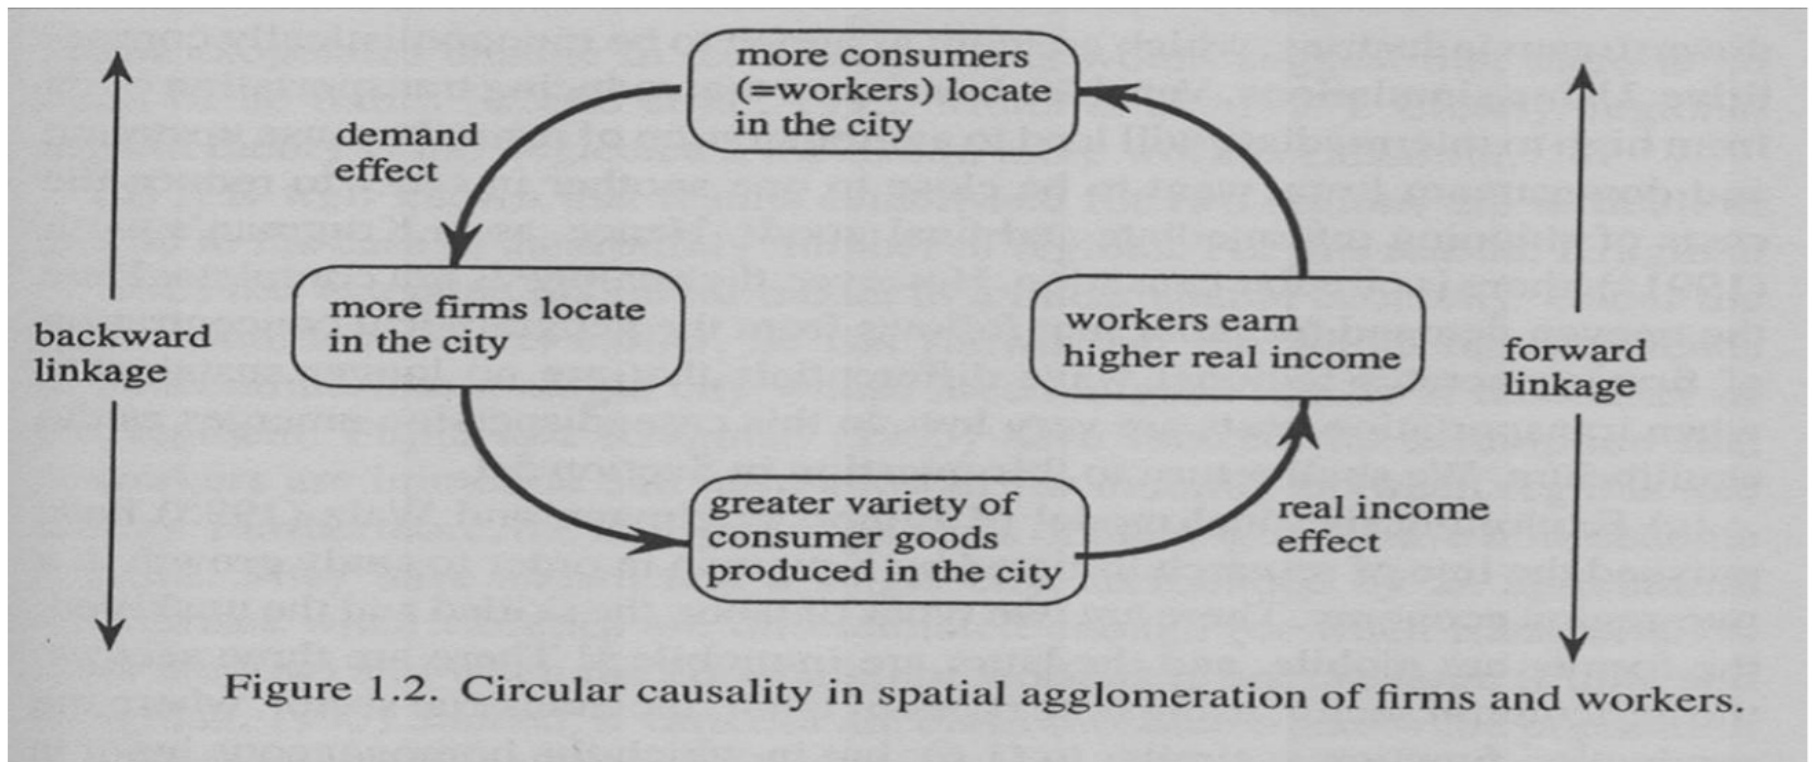 more consumers
(=workers) locate
in the city
demand
effect
more firms locate
in the city
workers earn
higher real income
backward
linkage
forward
linkage
greater variety of
consumer goods
produced in the city
real income
effect
Figure 1.2. Circular causality in spatial agglomeration of firms and workers.